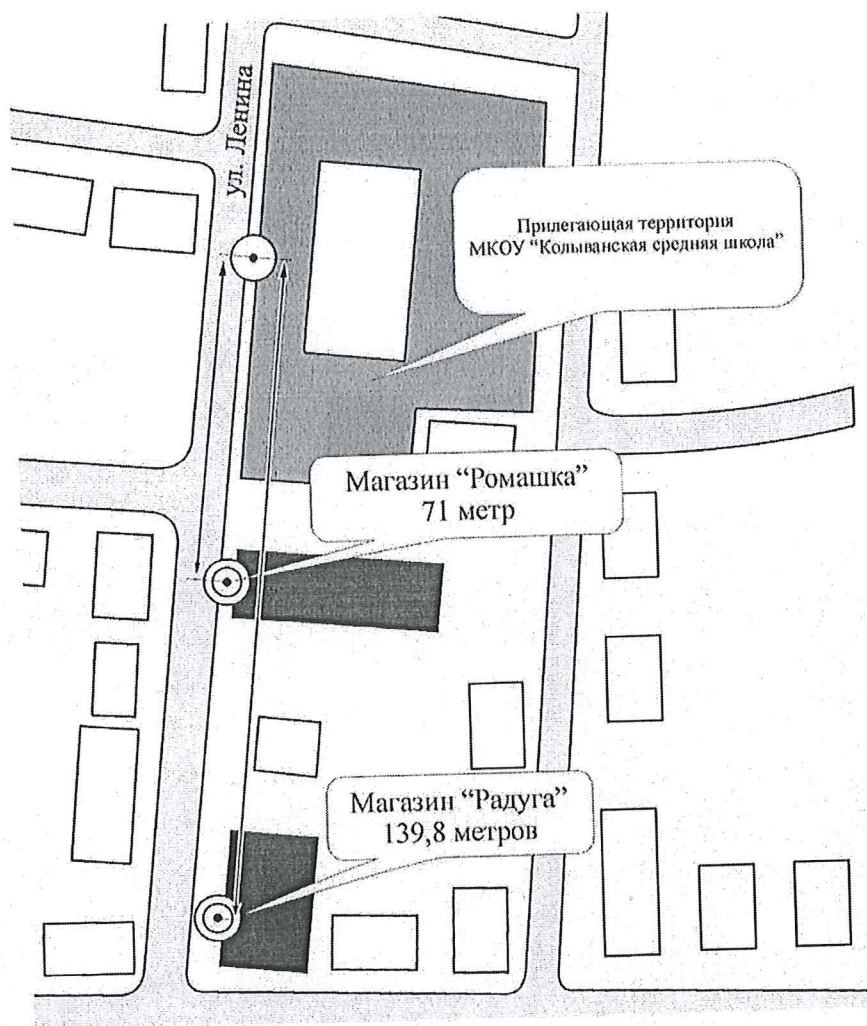 ул. Ленина
Прилегающая территория
МКОУ “Колыванская средняя школа”
Магазин “Ромашка”
71 метр
Магазин “Радуга”
139,8 метров